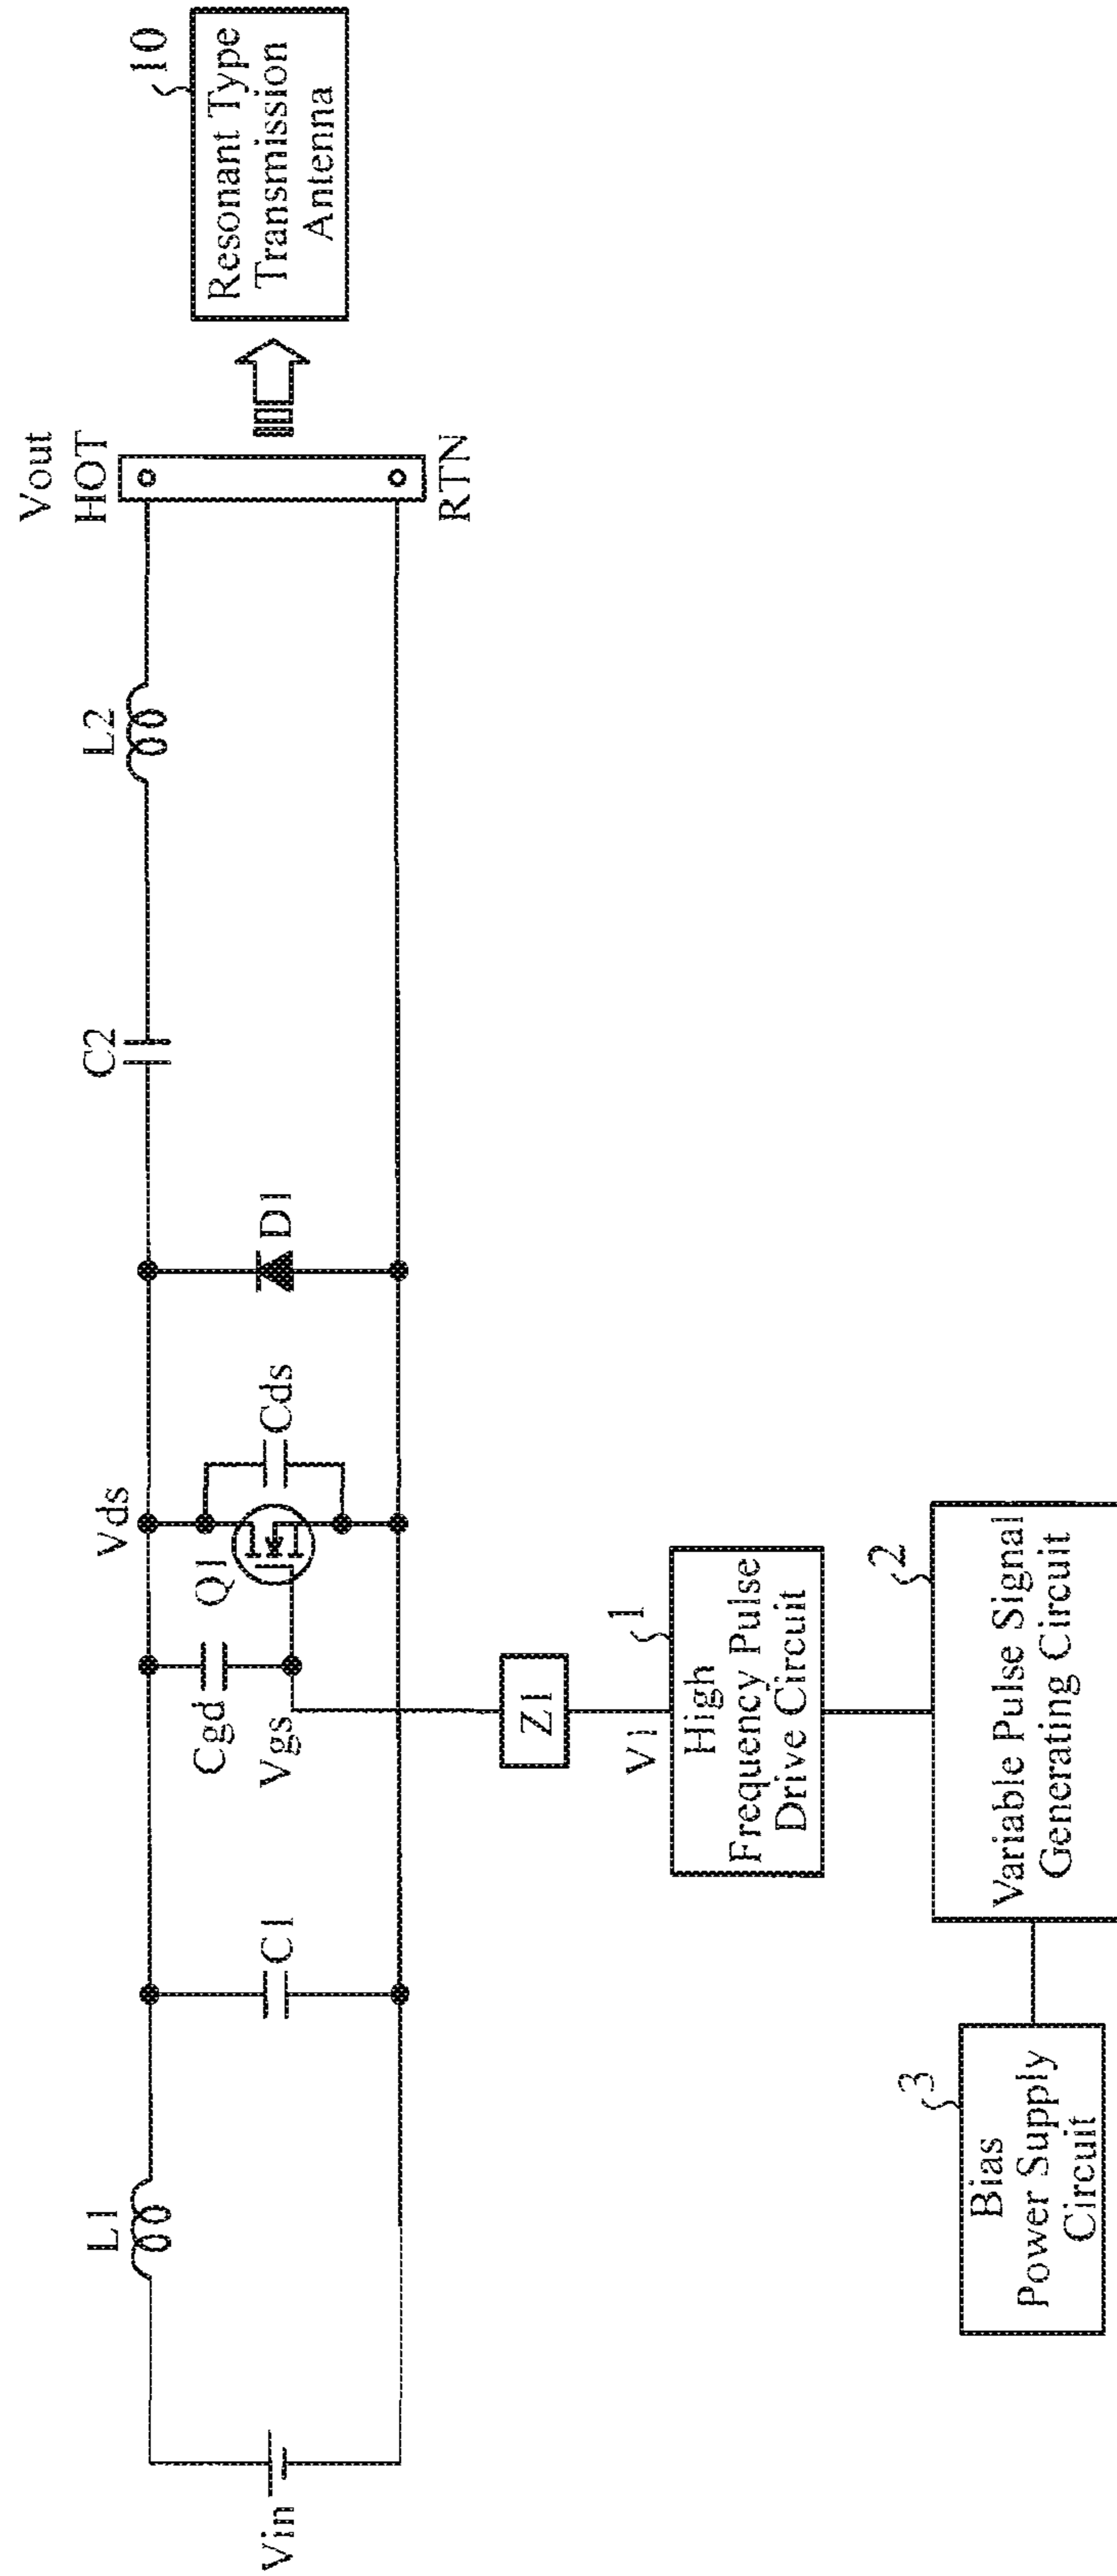 Vout
HOT
RTN
10
Resonant Type
Transmission
Antenna
L1
C1
Cgd
Q1
Vds
Cds
D1
C2
L2
Vin
Vgs
Z1
V1
1
High
Frequency Pulse
Drive Circuit
2
Variable Pulse Signal
Generating Circuit
3
Bias
Power Supply
Circuit